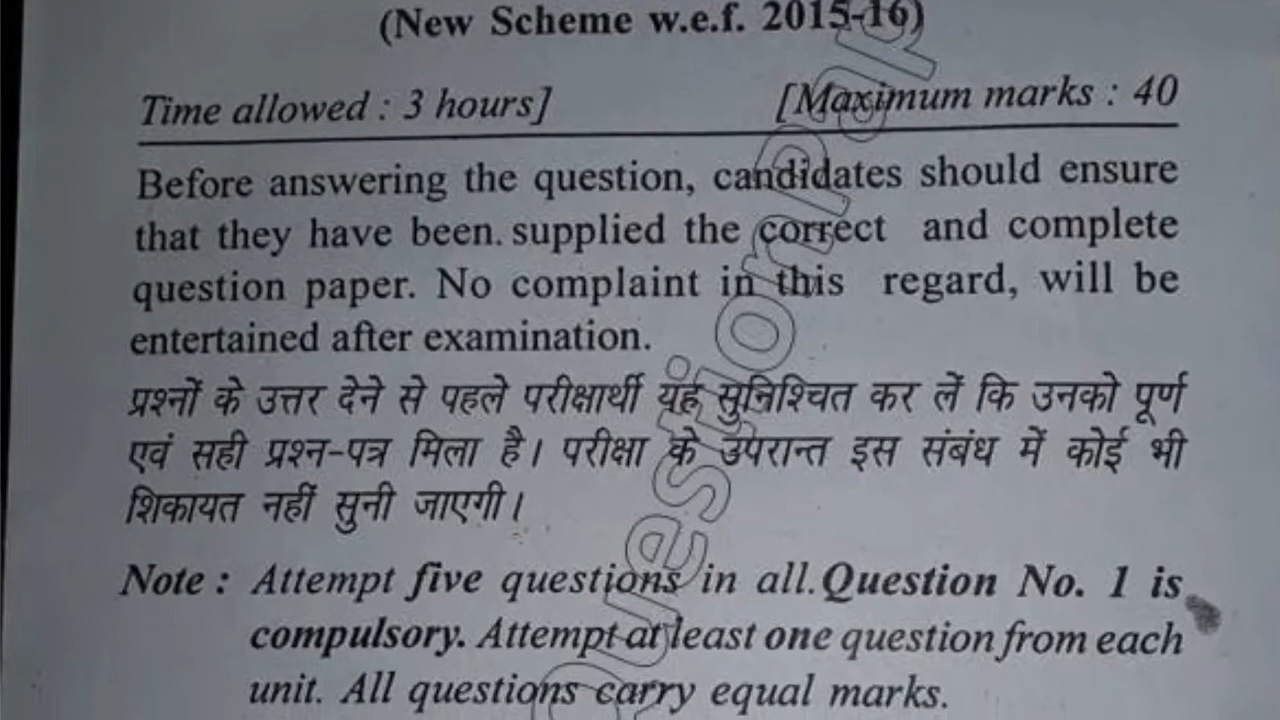 (New Scheme w.e.f. 2015-16)
Time allowed : 3 hours] [Maximum marks : 40
Before answering the question, candidates should ensure
that they have been. supplied the correct and complete
question paper. No complaint in this regard, will be
entertained after examination.
प्रश्नों के उत्तर देने से पहले परीक्षार्थी यह सुनिश्चित कर लें कि उनको पूर्ण
एवं सही प्रश्न-पत्र मिला है। परीक्षा के उपरान्त इस संबंध में कोई भी
शिकायत नहीं सुनी जाएगी।
Note : Attempt five questions in all. Question No. 1 is
compulsory. Attempt at least one question from each
unit. All questions carry equal marks.